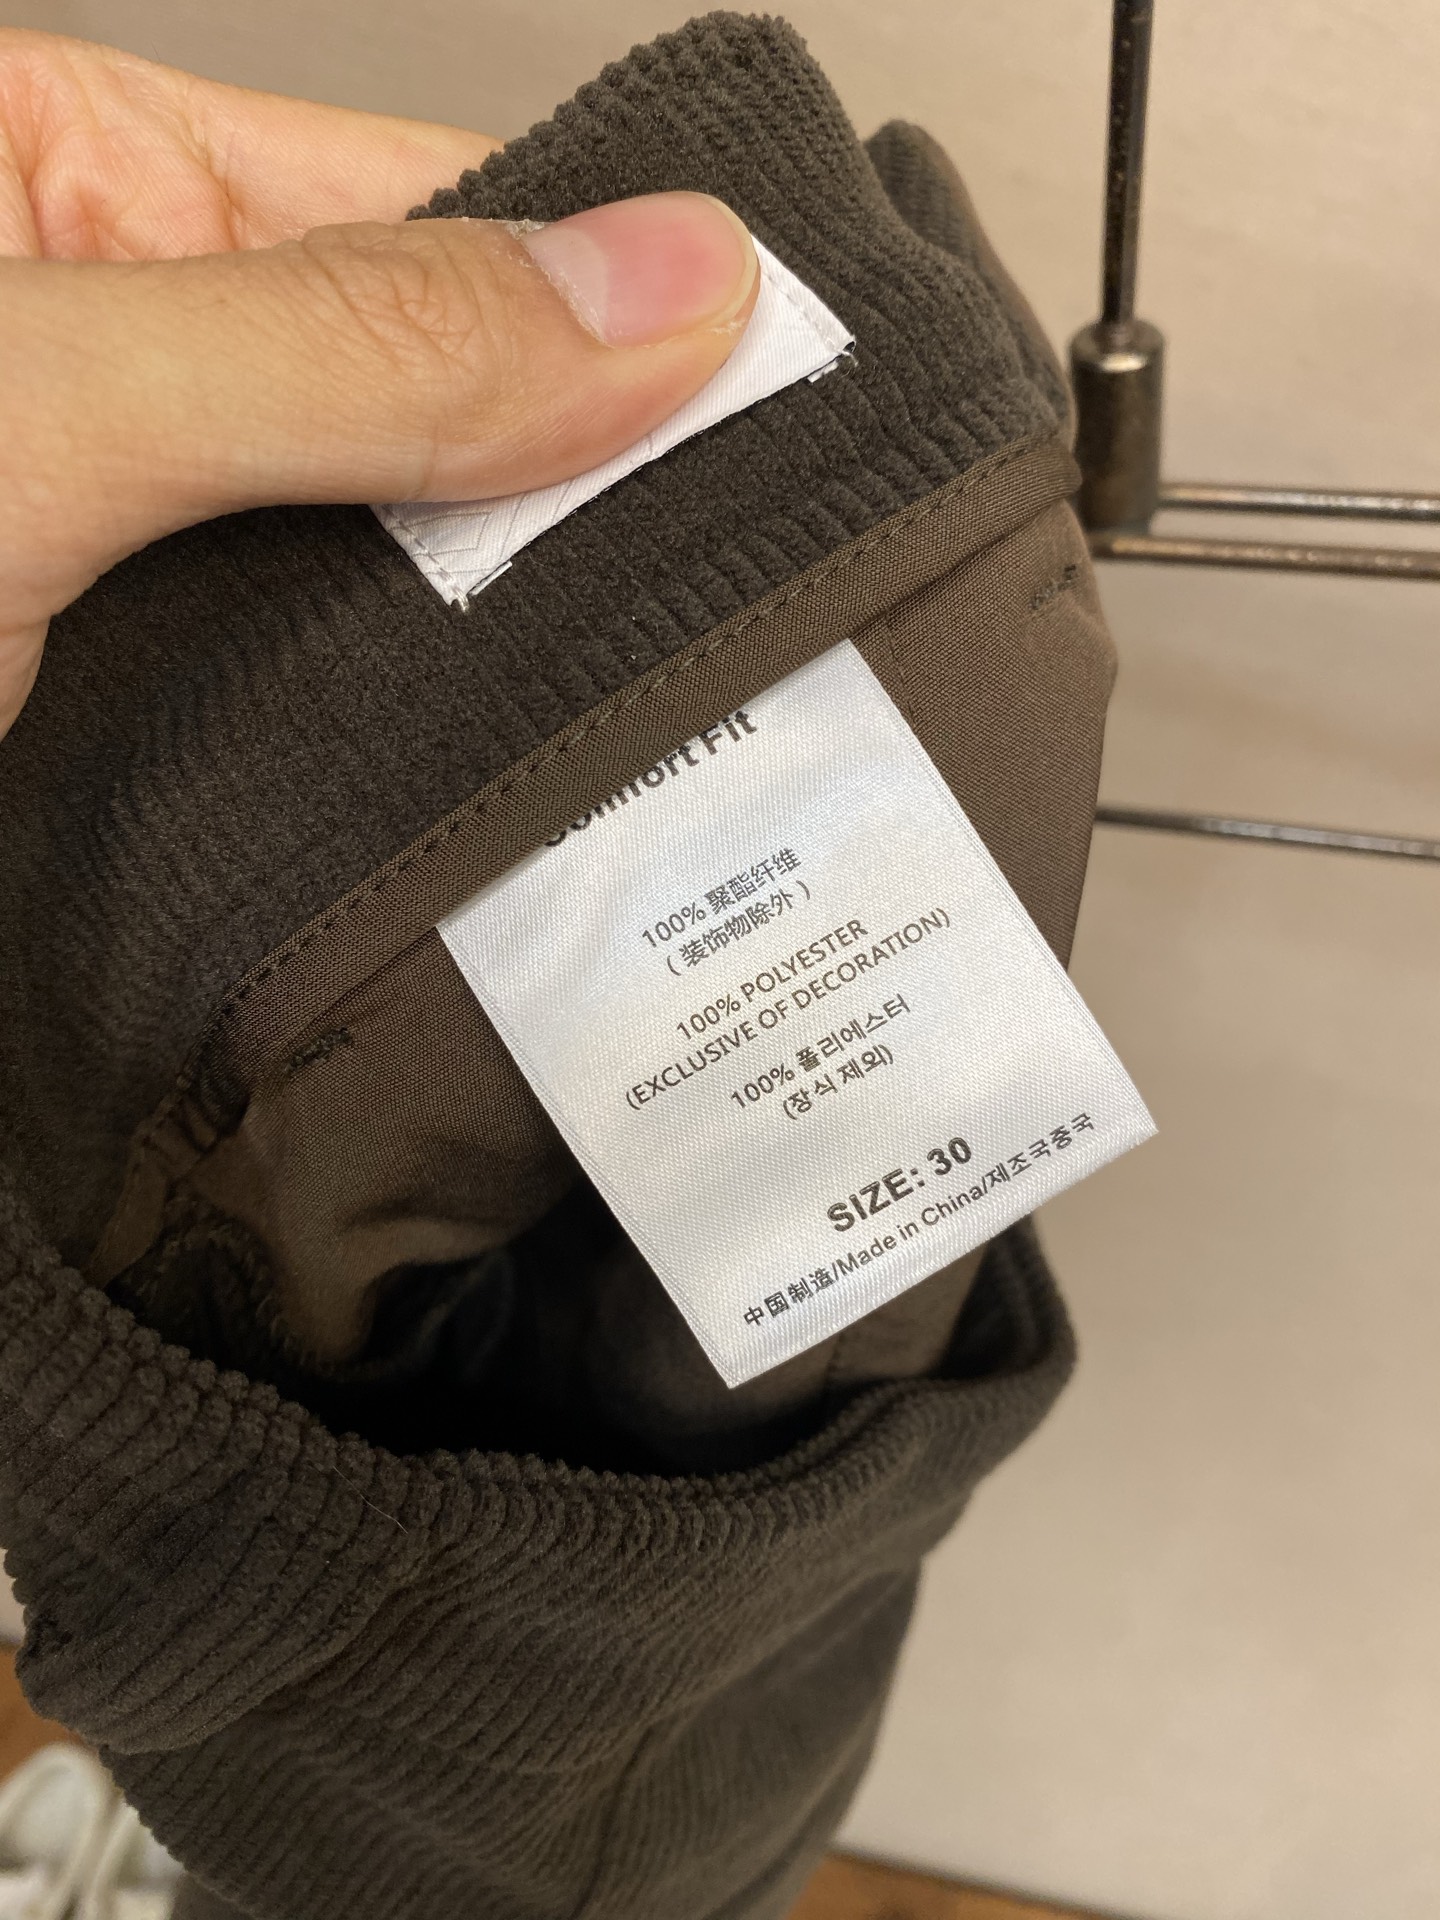 Comfort Fit
100% 聚酯纤维
( 装饰物除外 )
100% POLYESTER
(EXCLUSIVE OF DECORATION)
100% 폴리에스터
(장식 제외)
SIZE: 30
中国制造/Made in China/제조국중국